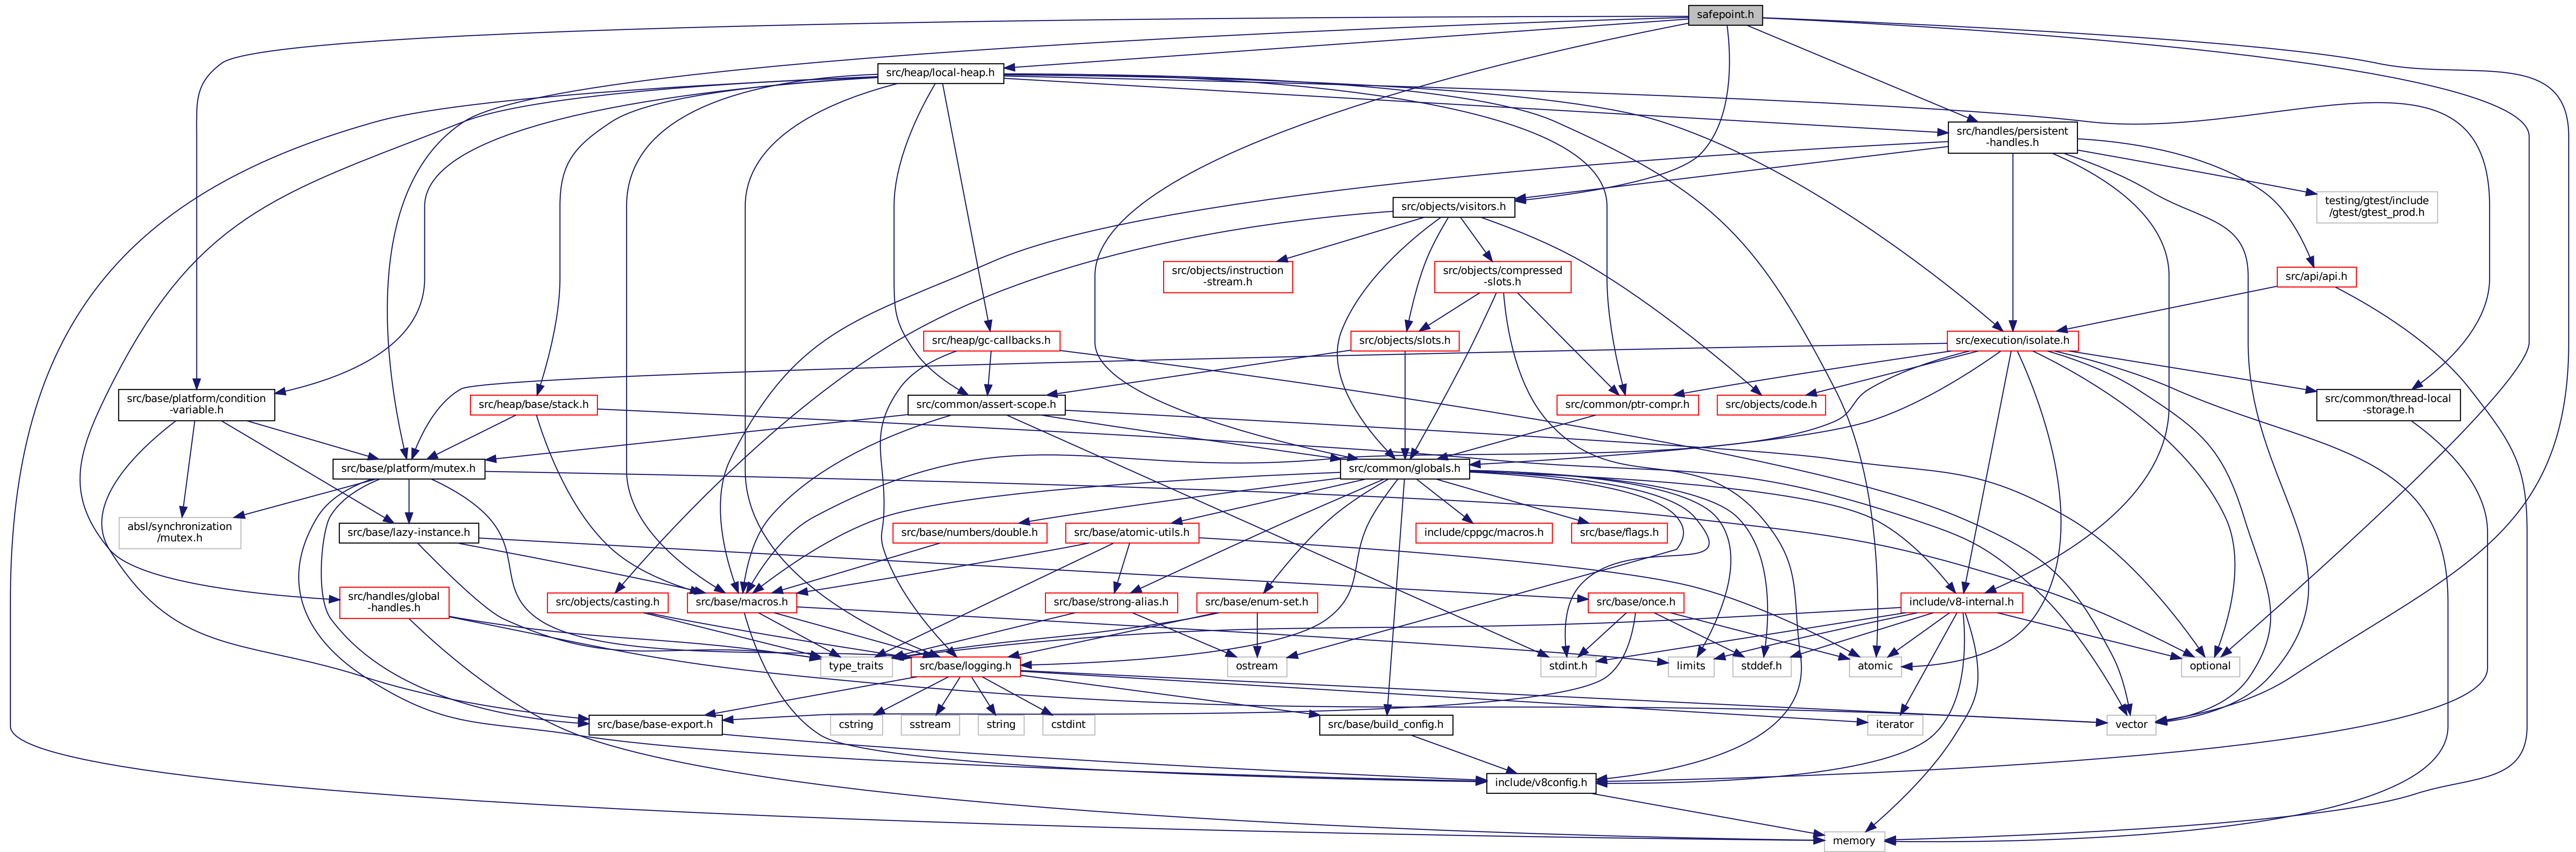 safepoint.h
src/heap/local-heap.h
src/handles/persistent
-handles.h
testing/gtest/include
/gtest/gtest_prod.h
src/objects/visitors.h
src/objects/instruction
-stream.h
src/objects/compressed
-slots.h
src/api/api.h
src/heap/gc-callbacks.h
src/objects/slots.h
src/execution/isolate.h
src/base/platform/condition
-variable.h
src/heap/base/stack.h
src/common/assert-scope.h
src/common/ptr-compr.h
src/objects/code.h
src/common/thread-local
-storage.h
src/base/platform/mutex.h
src/common/globals.h
absl/synchronization
/mutex.h
src/base/lazy-instance.h
src/base/numbers/double.h
src/base/atomic-utils.h
include/cppgc/macros.h
src/base/flags.h
src/handles/global
-handles.h
src/objects/casting.h
src/base/macros.h
src/base/strong-alias.h
src/base/enum-set.h
src/base/once.h
include/v8-internal.h
type_traits
src/base/logging.h
ostream
stdint.h
limits
stddef.h
atomic
optional
src/base/base-export.h
cstring
sstream
string
cstdint
src/base/build_config.h
iterator
vector
include/v8config.h
memory